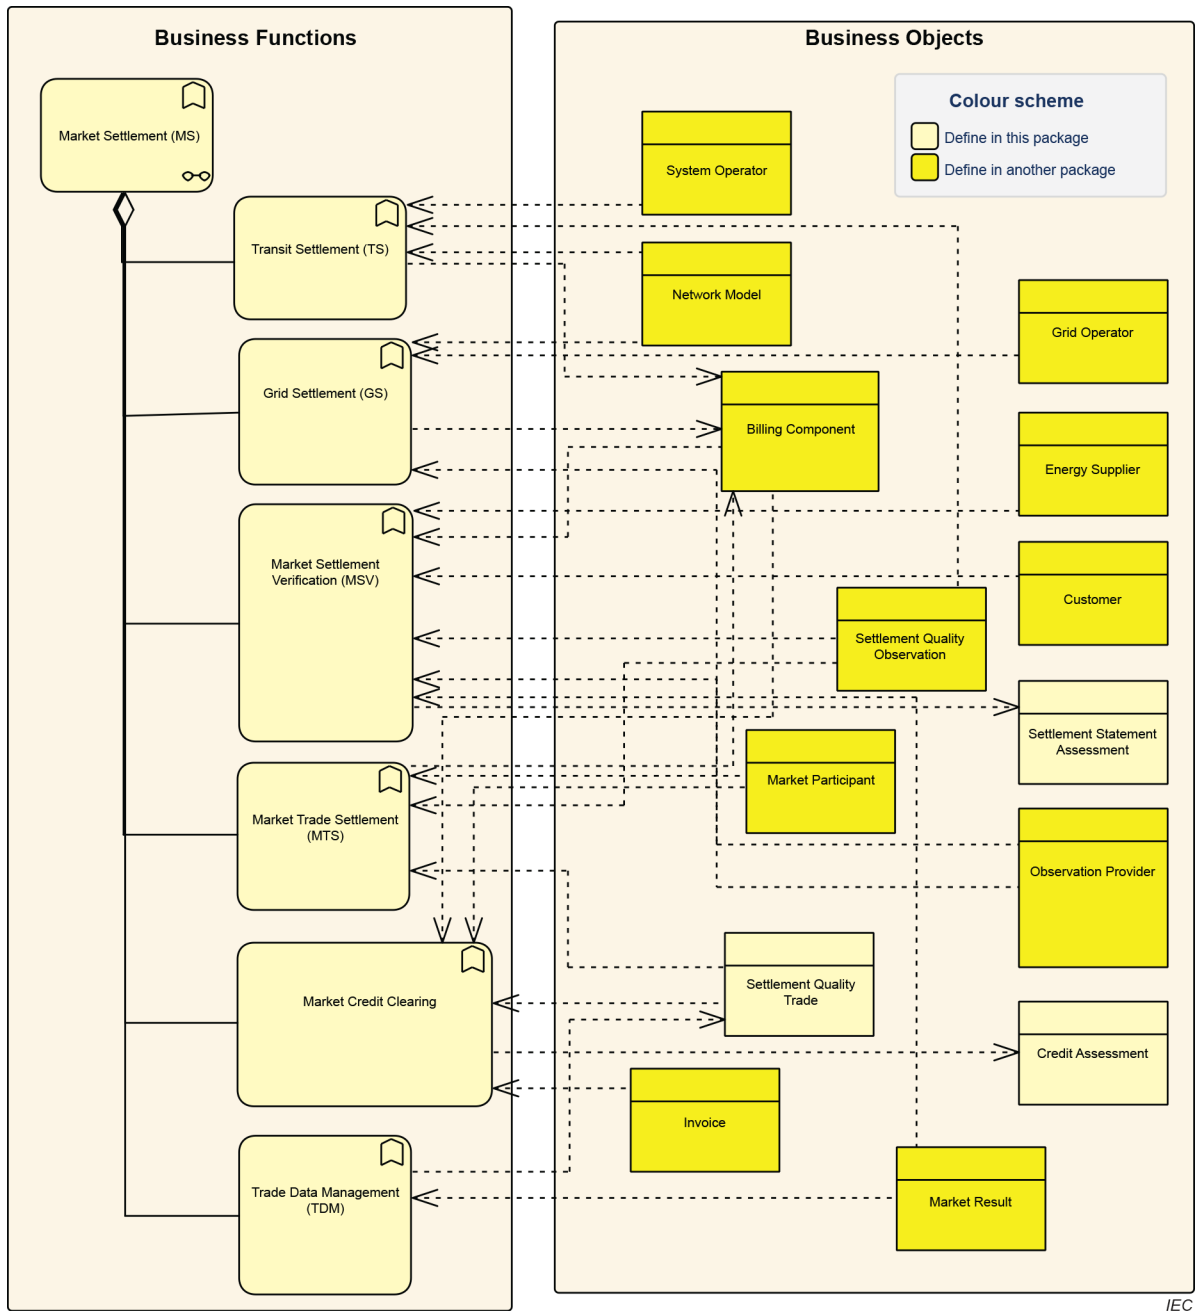 Business Functions
Market Settlement (MS)
Transit Settlement (TS)
Grid Settlement (GS)
Market Settlement
Verification (MSV)
Market Trade Settlement
(MTS)
Market Credit Clearing
Trade Data Management
(TDM)
Business Objects
Colour scheme
Define in this package
Define in another package
System Operator
Network Model
Grid Operator
Billing Component
Energy Supplier
Customer
Settlement Quality
Observation
Settlement Statement
Assessment
Market Participant
Observation Provider
Settlement Quality
Trade
Credit Assessment
Invoice
Market Result
IEC